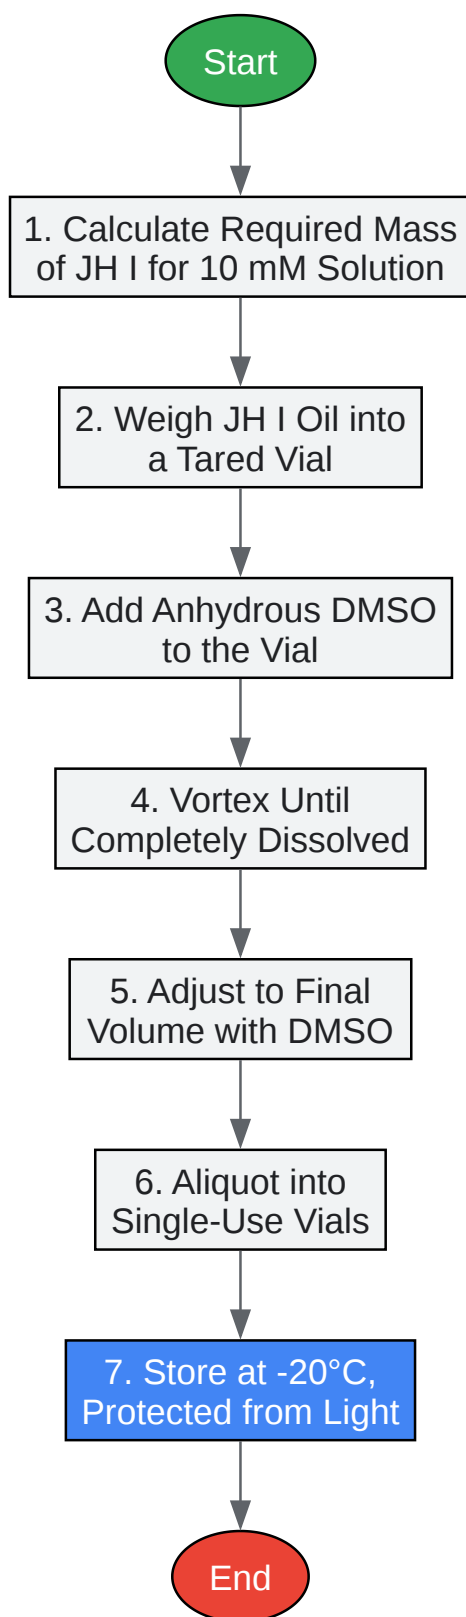 Start
1. Calculate Required Mass
of JH I for 10 mM Solution
2. Weigh JH I Oil into
a Tared Vial
3. Add Anhydrous DMSO
to the Vial
4. Vortex Until
Completely Dissolved
5. Adjust to Final
Volume with DMSO
6. Aliquot into
Single-Use Vials
7. Store at -20°C,
Protected from Light
End